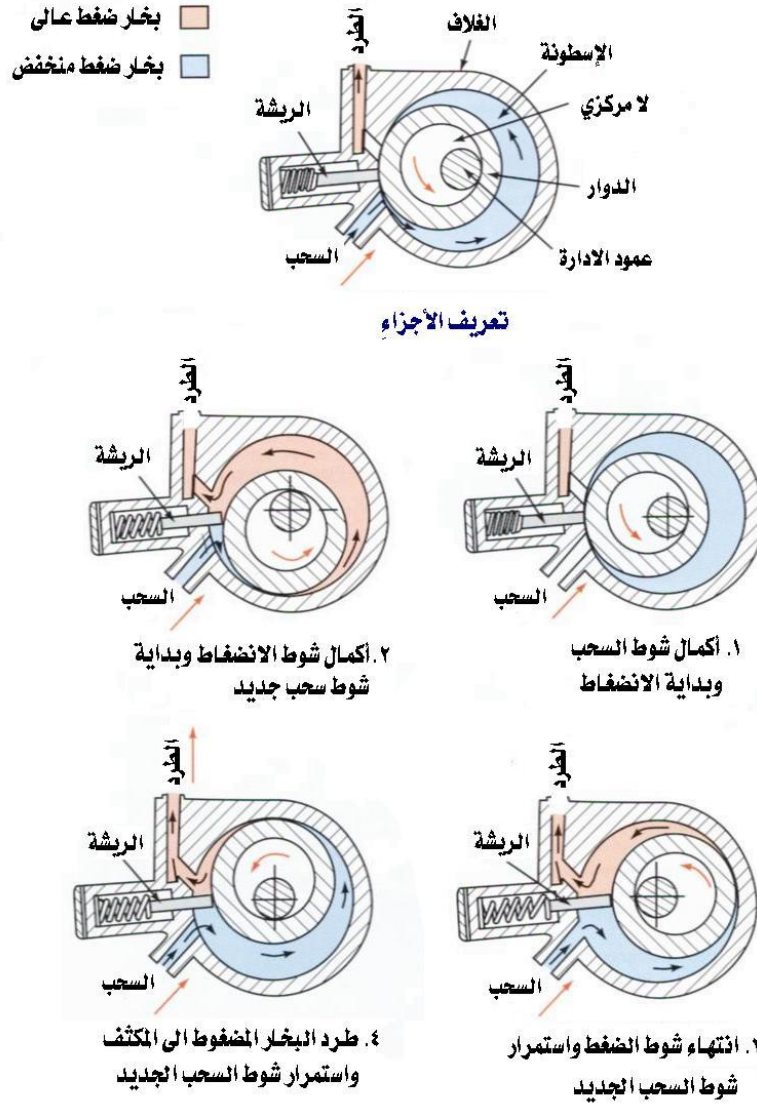 بخار ضغط عالى
بخار ضغط منخفض
الطرد
الغلاف
الإسطونة
لا مركزي
الريشة
الدوار
السحب
عمود الادارة
تعريف الأجزاء
الطرد
الريشة
السحب
١. أكمال شوط السحب
وبداية الانضغاط
الطرد
الريشة
السحب
٢. أكمال شوط الانضغاط وبداية
شوط سحب جديد
الطرد
الريشة
السحب
. انتهاء شوط الضغط واستمرار
شوط السحب الجديد
الطرد
الريشة
السحب
٤. طرد البخار المضغوط الى المكثف
واستمرار شوط السحب الجديد